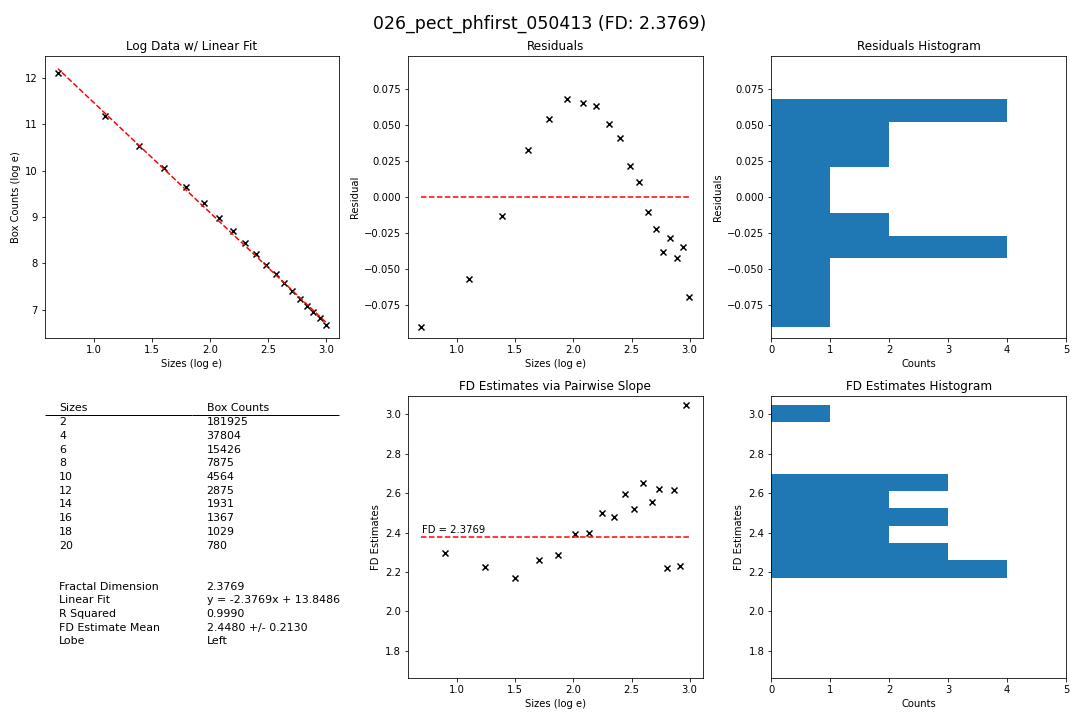 026_pect_phfirst_050413 (FD: 2.3769)
Log Data w/ Linear Fit
Box Counts (log e)
12
11
10
9
8
7
1.0 1.5 2.0 2.5 3.0
Sizes (log e)
Residuals
Residual
0.075
0.050
0.025
0.000
−0.025
−0.050
−0.075
1.0 1.5 2.0 2.5 3.0
Sizes (log e)
Residuals Histogram
Residuals
0.075
0.050
0.025
0.000
−0.025
−0.050
−0.075
0 1 2 3 4 5
Counts
Sizes Box Counts
2 181925
4 37804
6 15426
8 7875
10 4564
12 2875
14 1931
16 1367
18 1029
20 780
Fractal Dimension 2.3769
Linear Fit y = -2.3769x + 13.8486
R Squared 0.9990
FD Estimate Mean 2.4480 +/- 0.2130
Lobe Left
FD Estimates via Pairwise Slope
FD Estimates
3.0
2.8
2.6
2.4
2.2
2.0
1.8
FD = 2.3769
1.0 1.5 2.0 2.5 3.0
Sizes (log e)
FD Estimates Histogram
FD Estimates
3.0
2.8
2.6
2.4
2.2
2.0
1.8
0 1 2 3 4 5
Counts